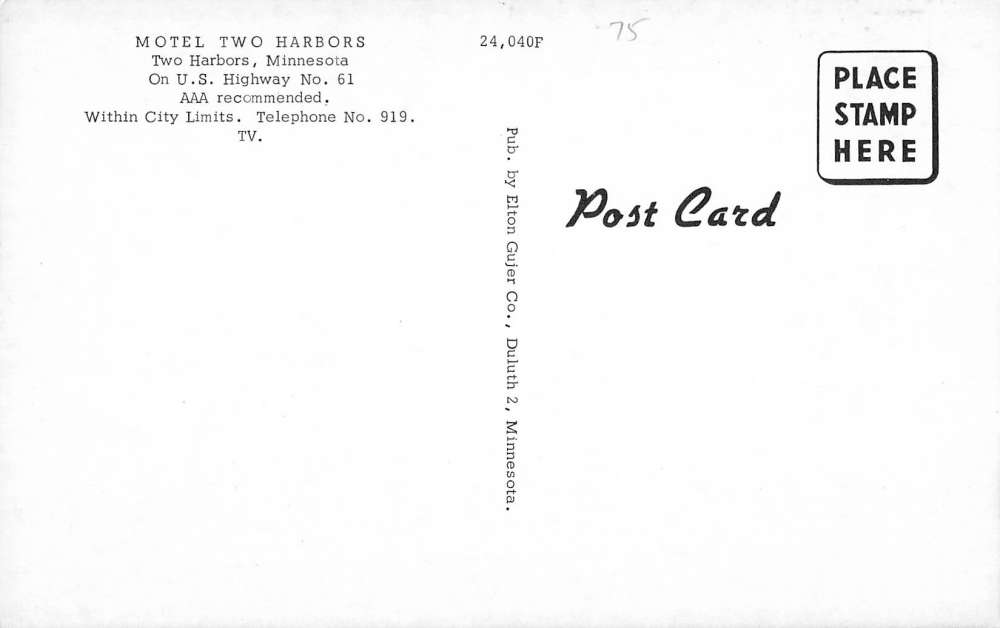 MOTEL TWO HARBORS
Two Harbors, Minnesota
On U.S. Highway No. 61
AAA recommended.
Within City Limits. Telephone No. 919.
TV.
24,040F
75
PLACE
STAMP
HERE
Post Card
Pub. by Elton Gujer Co., Duluth 2, Minnesota.